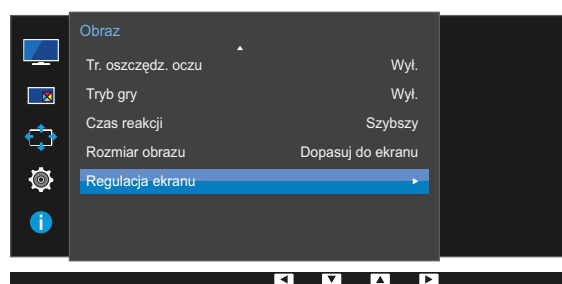 Obraz
Tr. oszczędz. oczu Wył.
Tryb gry Wył.
Czas reakcji Szybszy
Rozmiar obrazu Dopasuj do ekranu
Regulacja ekranu